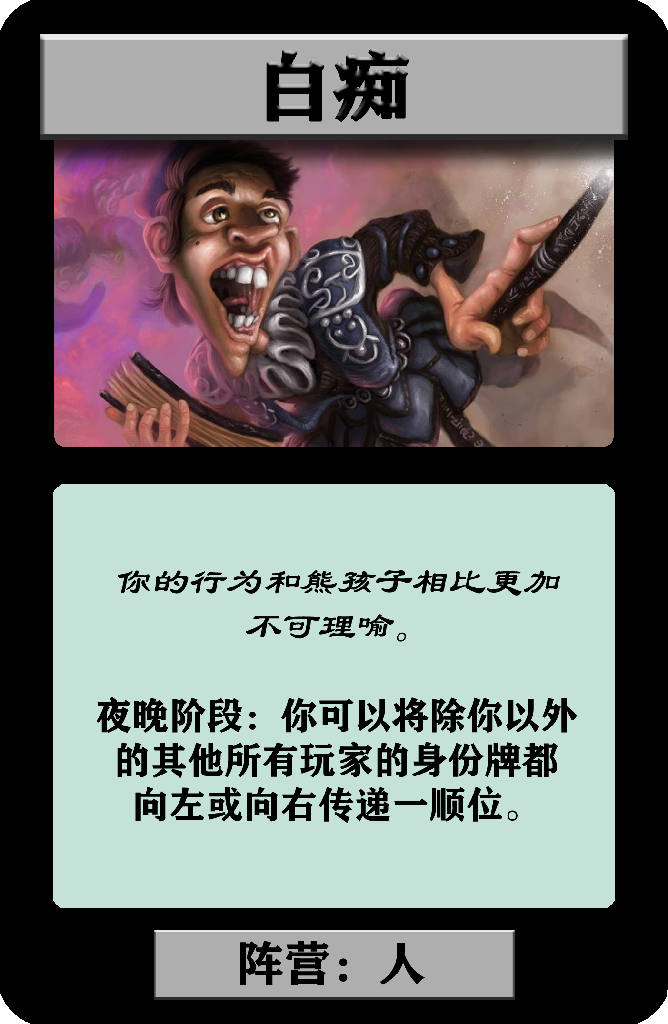 白痴
你的行为和熊孩子相比更加
不可理喻。
夜晚阶段：你可以将除你以外
的其他所有玩家的身份牌都
向左或向右传递一顺位。
阵营：人